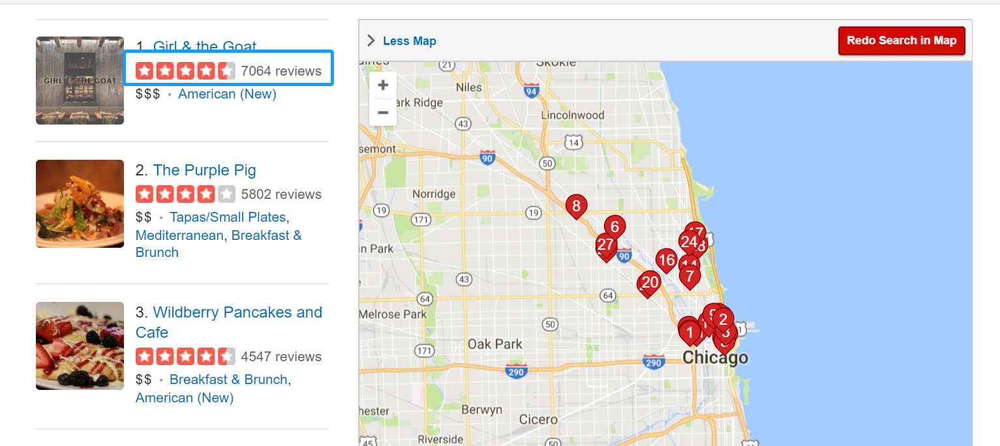 1. Girl & the Goat
GIRL & THE GOAT
7064 reviews
$$$ • American (New)
2. The Purple Pig
5802 reviews
$$ • Tapas/Small Plates,
Mediterranean, Breakfast &
Brunch
3. Wildberry Pancakes and
Cafe
4547 reviews
$$ • Breakfast & Brunch,
American (New)
Less Map
Redo Search in Map
+
−
21
Skokie
Niles
94
ark Ridge
Lincolnwood
43
14
semont
90
50
Norridge
8
19
19
171
6
17
27
24
n Park
90
16
14
7
43
20
64
64
Melrose Park
9
2
50
1
1
3
Oak Park
171
Chicago
290
290
hester
Berwyn
Cicero
Riverside
45
50